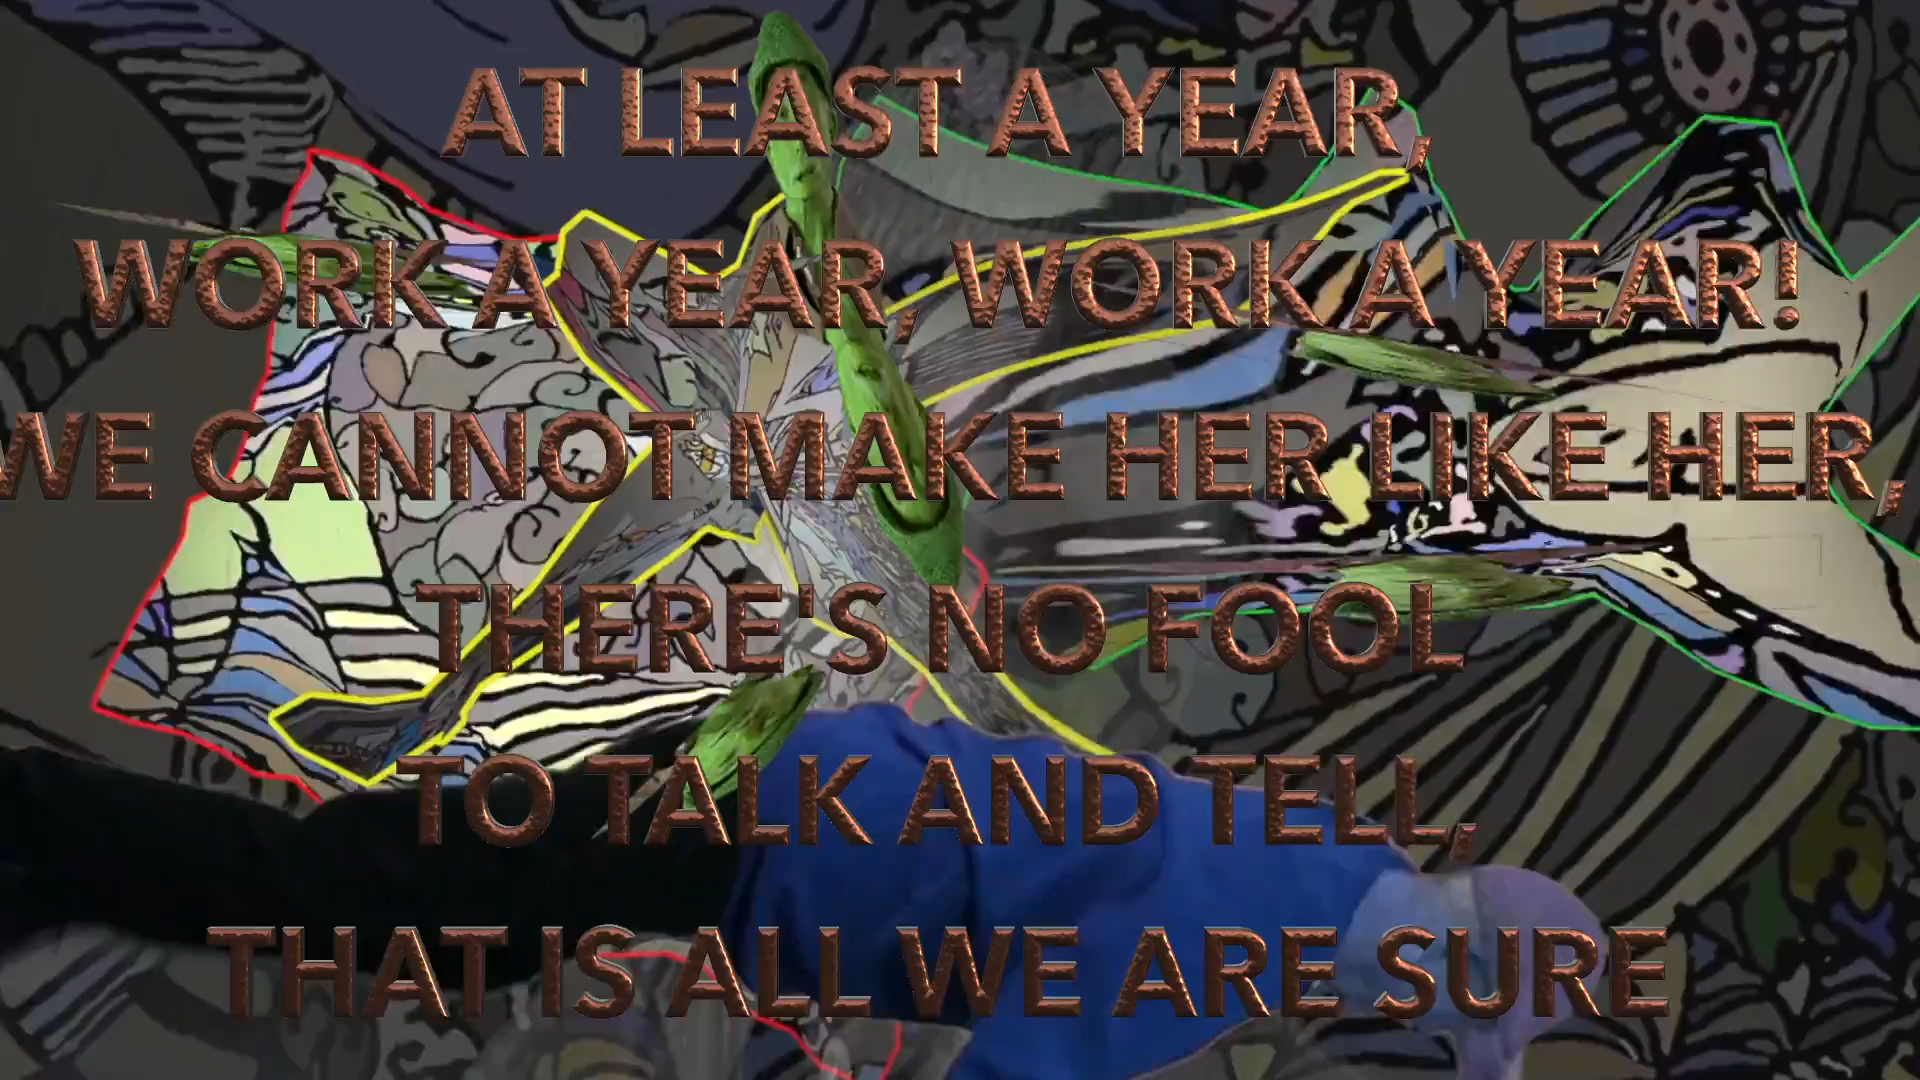 AT LEAST A YEAR,
WORK A YEAR, WORK A YEAR!
WE CANNOT MAKE HER LIKE HER,
THERE'S NO FOOL
TO TALK AND TELL,
THAT IS ALL WE ARE SURE